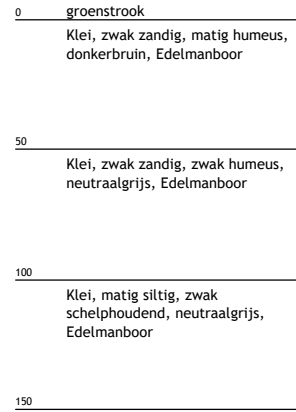 0 groenstrook
Klei, zwak zandig, matig humeus,
donkerbruin, Edelmanboor
50
Klei, zwak zandig, zwak humeus,
neutraalgrijs, Edelmanboor
100
Klei, matig siltig, zwak
schelphoudend, neutraalgrijs,
Edelmanboor
150